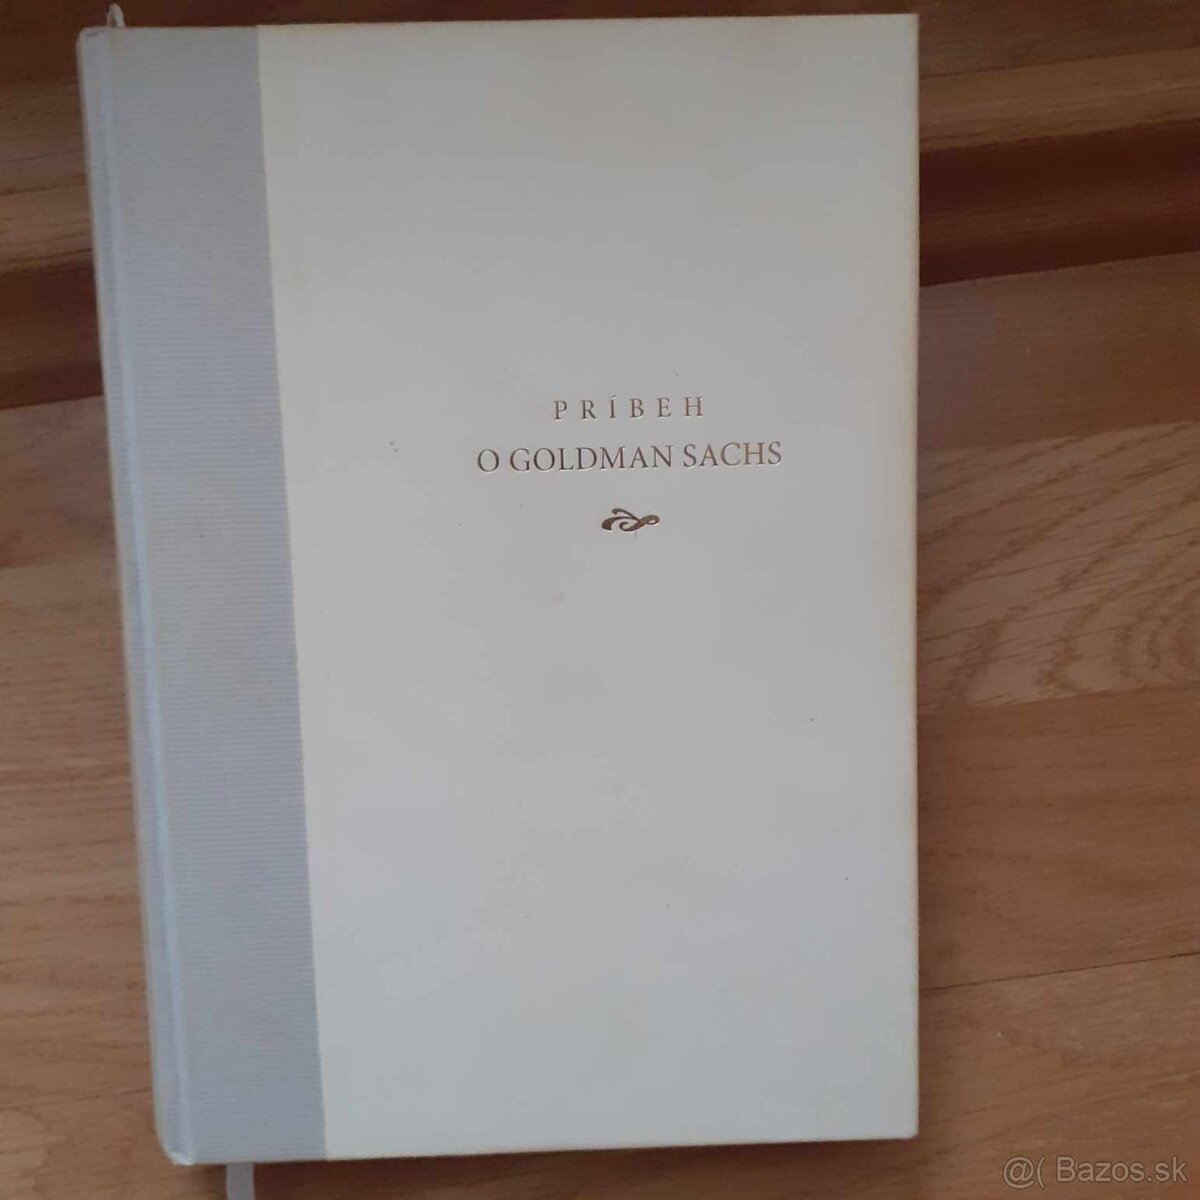 PRÍBEH
O GOLDMAN SACHS
@( Bazos.sk